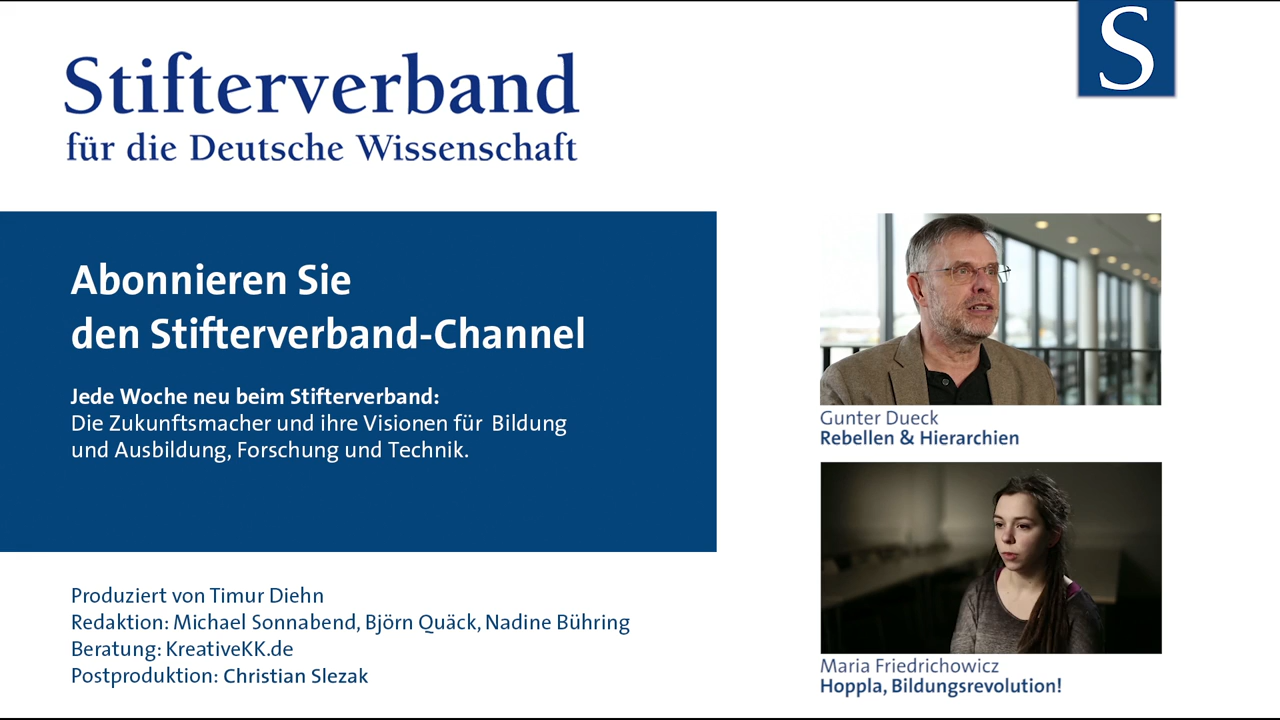 S
Stifterverband
für die Deutsche Wissenschaft
Abonnieren Sie
den Stifterverband-Channel
Jede Woche neu beim Stifterverband:
Die Zukunftsmacher und ihre Visionen für Bildung
und Ausbildung, Forschung und Technik.
Gunter Dueck
Rebellen & Hierarchien
Maria Friedrichowicz
Hoppla, Bildungsrevolution!
Produziert von Timur Diehn
Redaktion: Michael Sonnabend, Björn Quäck, Nadine Bühring
Beratung: KreativeKK.de
Postproduktion: Christian Slezak